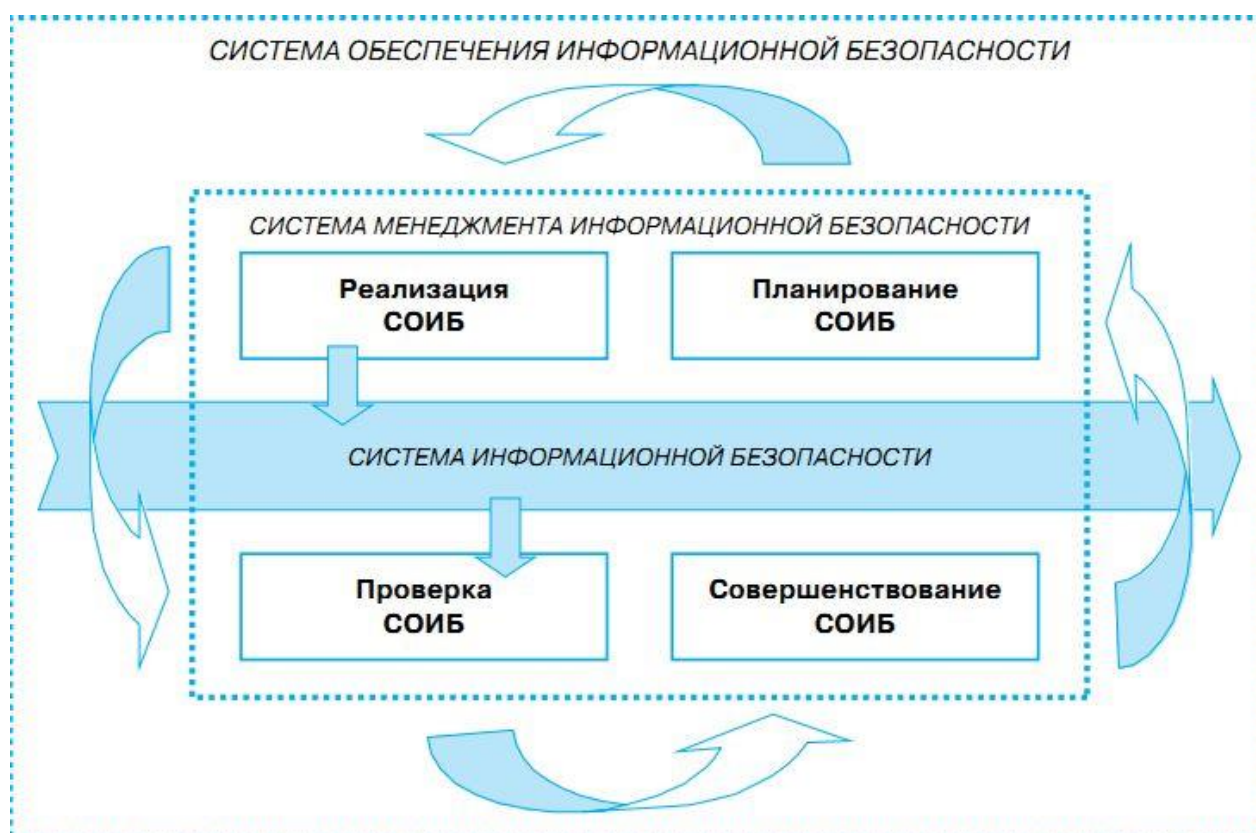 СИСТЕМА ОБЕСПЕЧЕНИЯ ИНФОРМАЦИОННОЙ БЕЗОПАСНОСТИ
СИСТЕМА МЕНЕДЖМЕНТА ИНФОРМАЦИОННОЙ БЕЗОПАСНОСТИ
Реализация
СОИБ
Планирование
СОИБ
СИСТЕМА ИНФОРМАЦИОННОЙ БЕЗОПАСНОСТИ
Проверка
СОИБ
Совершенствование
СОИБ